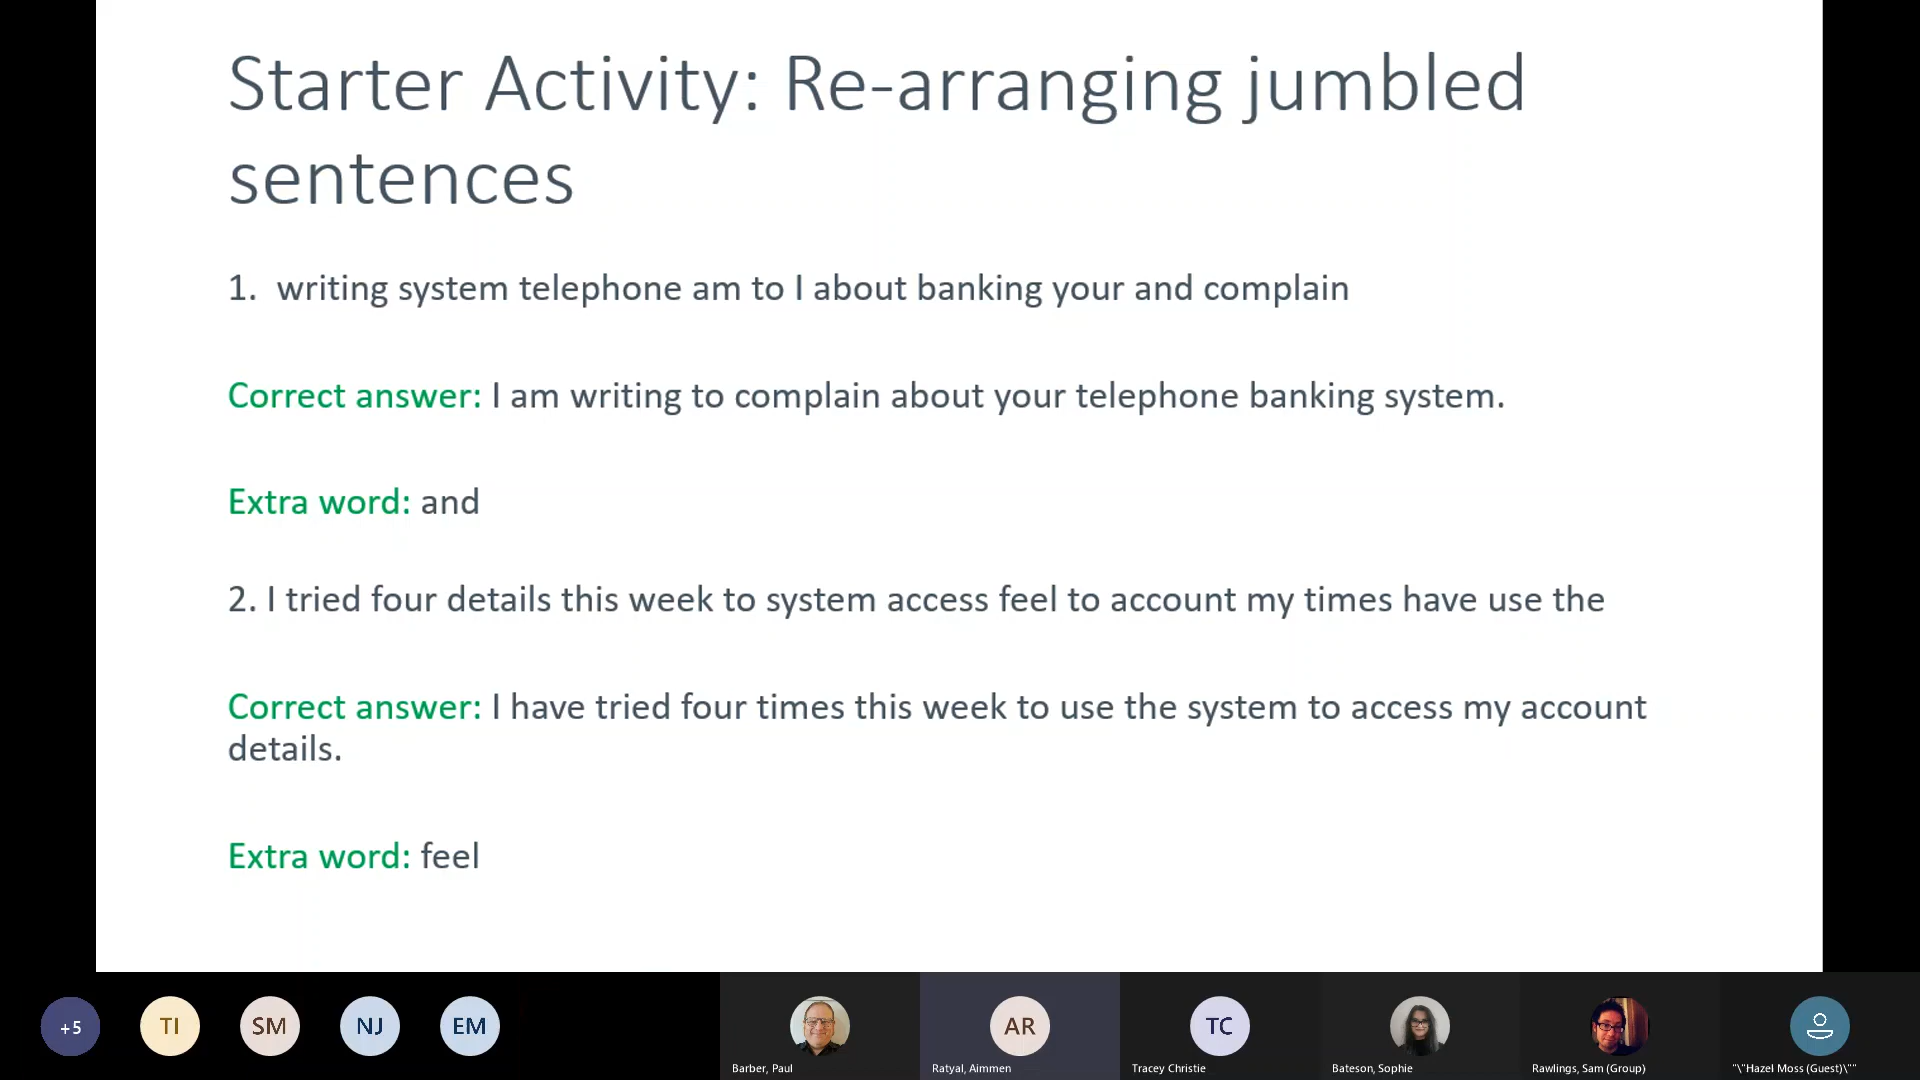 Starter Activity: Re-arranging jumbled
sentences
1. writing system telephone am to I about banking your and complain
Correct answer: I am writing to complain about your telephone banking system.
Extra word: and
2. I tried four details this week to system access feel to account my times have use the
Correct answer: I have tried four times this week to use the system to access my account
details.
Extra word: feel
+5
TI
SM
NJ
EM
AR
TC
Barber, Paul
Ratyal, Aimmen
Tracey Christie
Bateson, Sophie
Rawlings, Sam (Group)
"\"Hazel Moss (Guest)\""